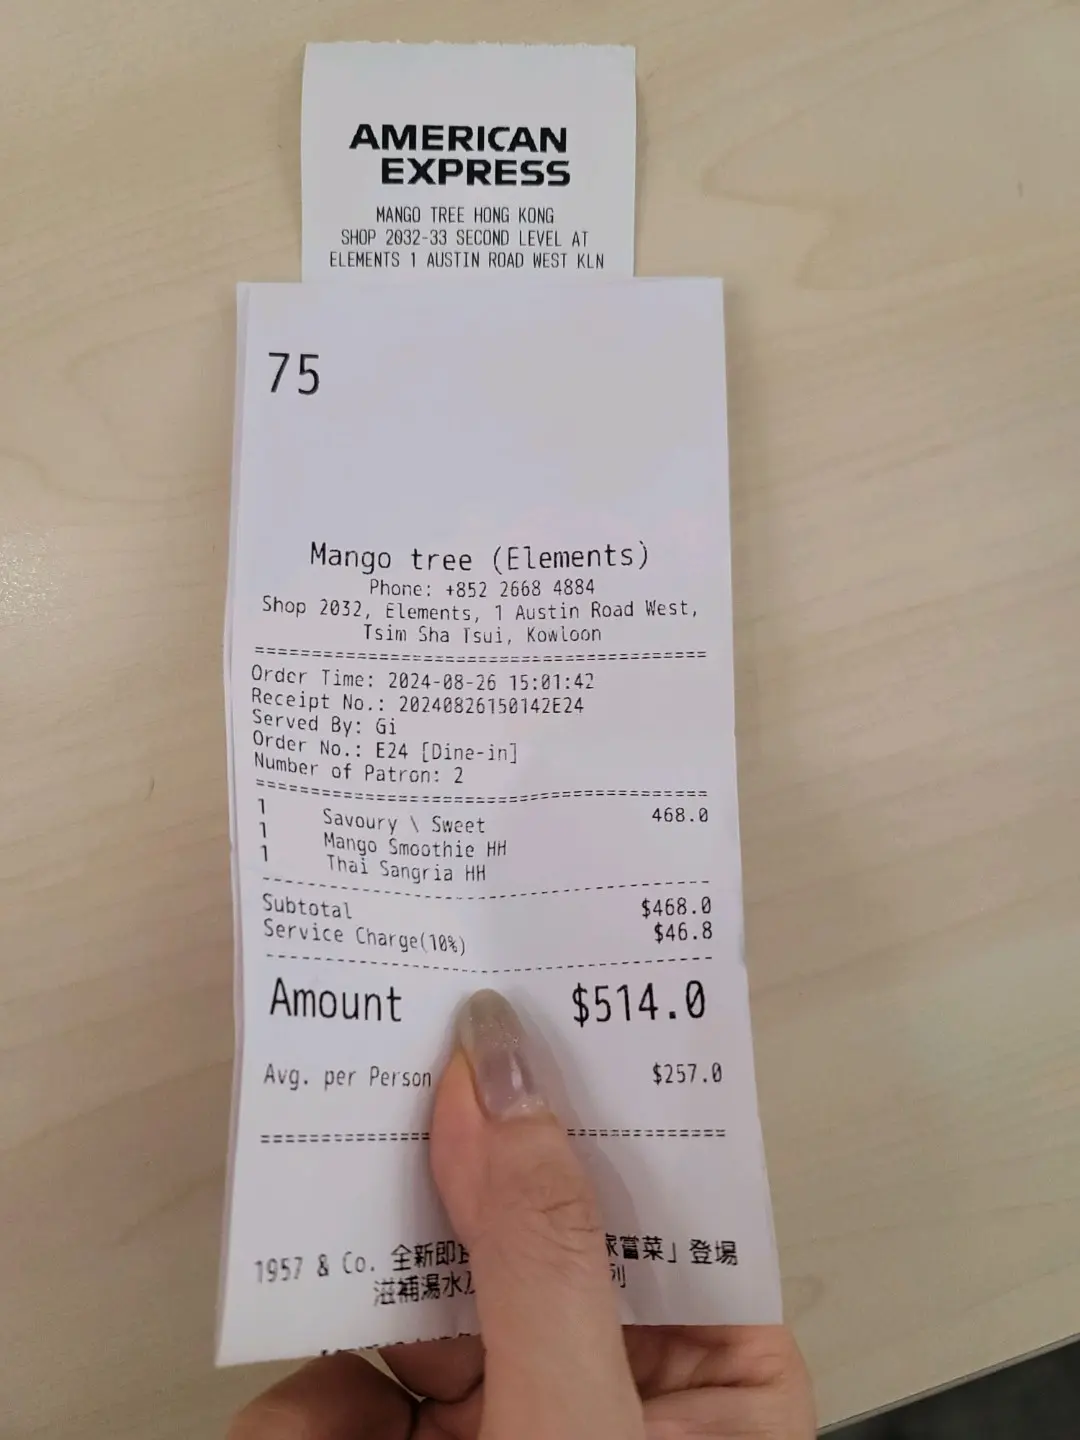 AMERICAN
EXPRESS
MANGO TREE HONG KONG
SHOP 2032-33 SECOND LEVEL AT
ELEMENTS 1 AUSTIN ROAD WEST KLN
75
Mango tree (Elements)
Phone: +852 2668 4884
Shop 2032, Elements, 1 Austin Road West,
Tsim Sha Tsui, Kowloon
Order Time: 2024-08-26 15:01:42
Receipt No.: 20240826150142E24
Served By: Gi
Order No.: E24 [Dine-in]
Number of Patron: 2
1 Savoury \ Sweet 468.0
1 Mango Smoothie HH
1 Thai Sangria HH
Subtotal $468.0
Service Charge(10%) $46.8
Amount $514.0
Avg. per Person $257.0
1957 & Co. 全新即 家嘗菜」登場
滋補湯水 列